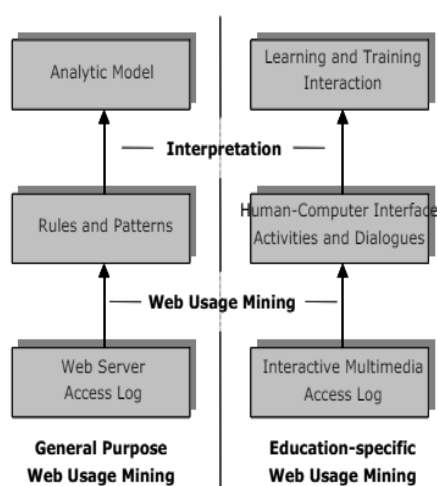 Analytic Model
Learning and Training
Interaction
Interpretation
Rules and Patterns
Human-Computer Interface
Activities and Dialogues
Web Usage Mining
Web Server
Access Log
Interactive Multimedia
Access Log
General Purpose
Web Usage Mining
Education-specific
Web Usage Mining